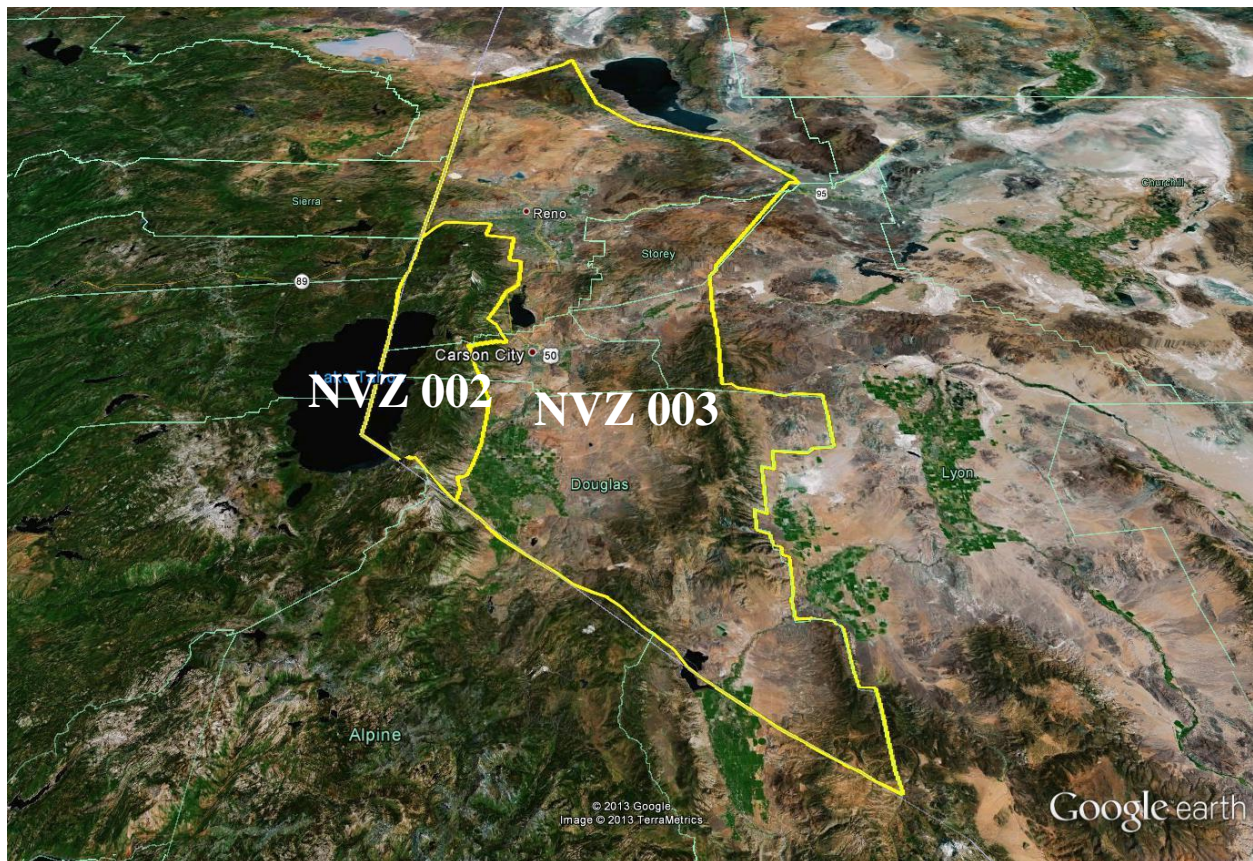 Reno
95
Churchill
Sierra
Storey
89
Carson City
50
NVZ 002
NVZ 003
Douglas
Lyon
Alpine
© 2013 Google
Image © 2013 TerraMetrics
Google earth